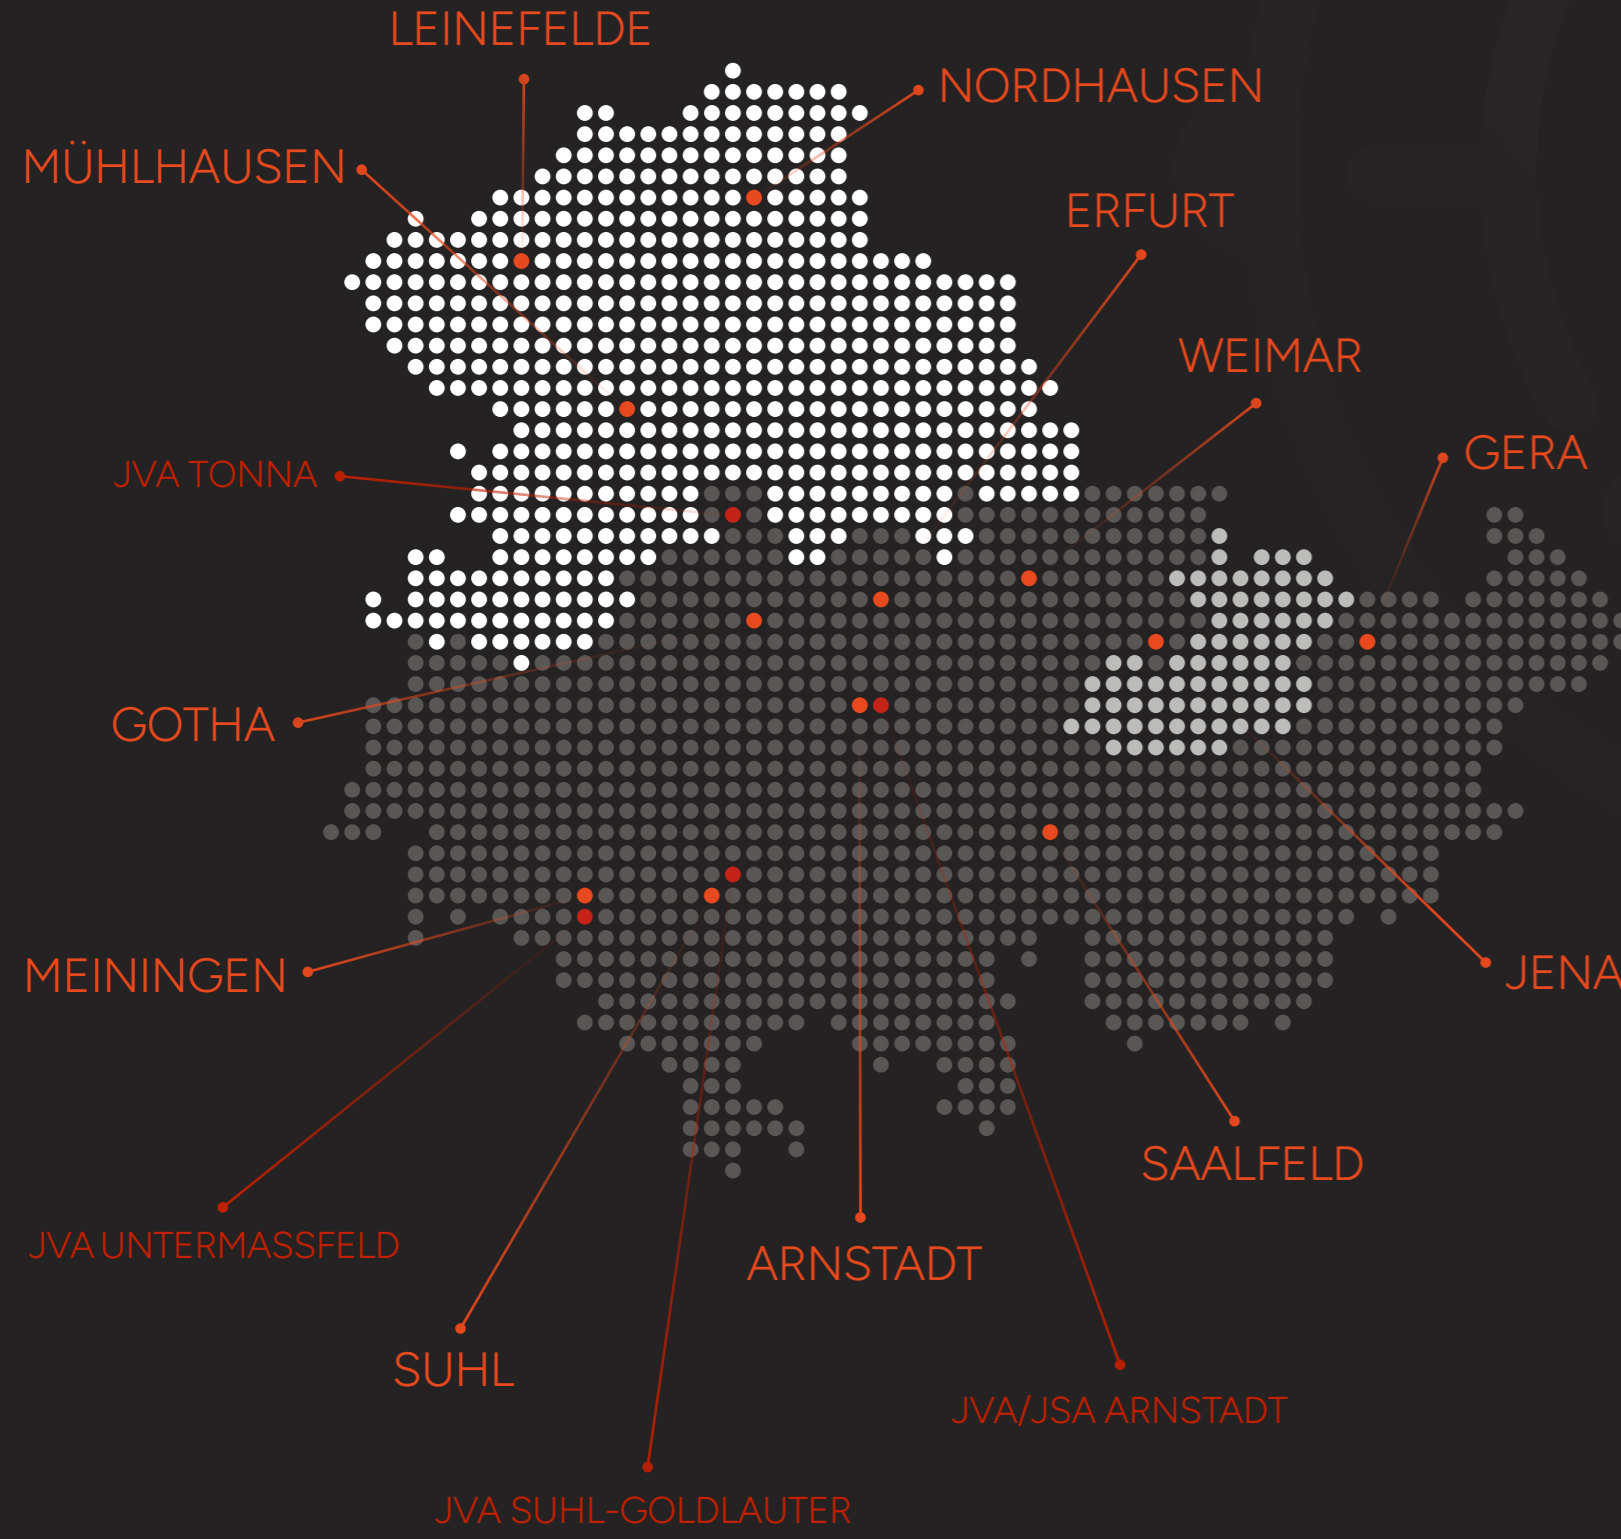 LEINEFELDE
NORDHAUSEN
MÜHLHAUSEN
ERFURT
WEIMAR
GERA
JVA TONNA
GOTHA
MEININGEN
JENA
SAALFELD
JVA UNTERMASSFELD
ARNSTADT
SUHL
JVA/JSA ARNSTADT
JVA SUHL-GOLDLAUTER